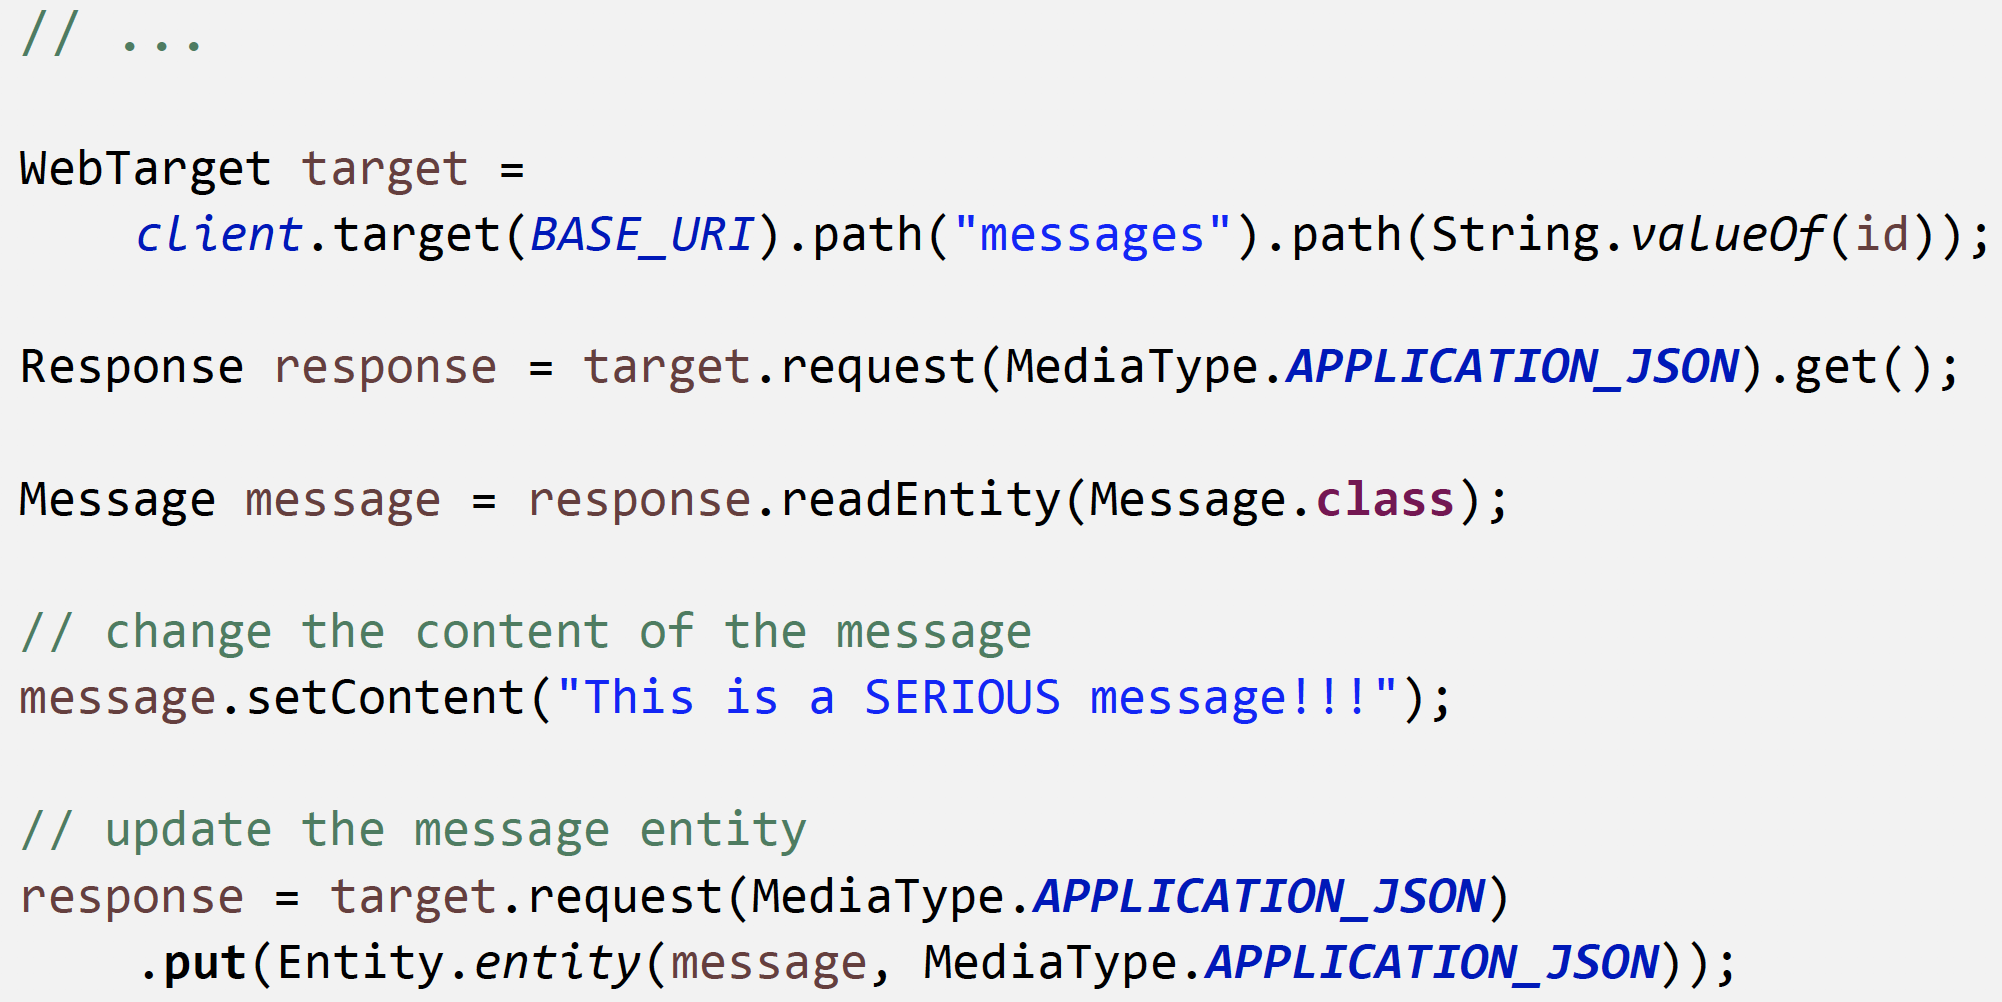 // ...
WebTarget target =
client.target(BASE_URI).path("messages").path(String.valueOf(id));
Response response = target.request(MediaType.APPLICATION_JSON).get();
Message message = response.readEntity(Message.class);
// change the content of the message
message.setContent("This is a SERIOUS message!!!");
// update the message entity
response = target.request(MediaType.APPLICATION_JSON)
.put(Entity.entity(message, MediaType.APPLICATION_JSON));